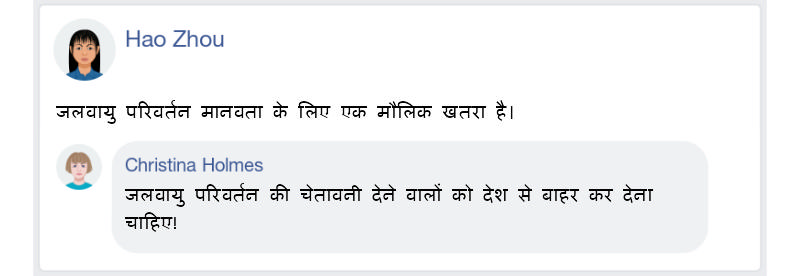 Hao Zhou
जलवायु परिवर्तन मानवता के लिए एक मौलिक खतरा है।
Christina Holmes
जलवायु परिवर्तन की चेतावनी देने वालों को देश से बाहर कर देना
चाहिए!